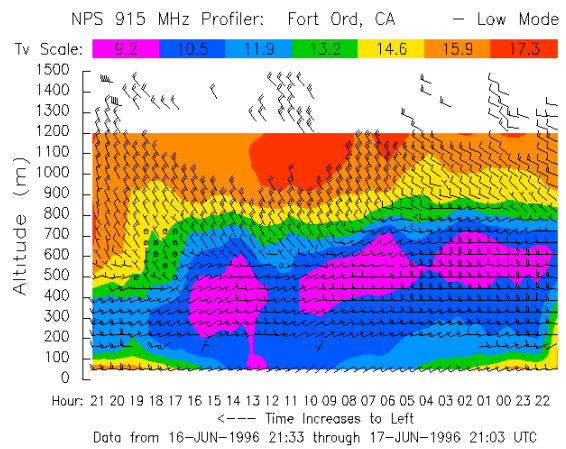 NPS 915 MHz Profiler: Fort Ord, CA — Low Mode
Tv Scale: 9.2 10.5 11.9 13.2 14.6 15.9 17.3
1500
1400
1300
1200
1100
1000
900
800
700
600
500
400
300
200
100
0
Altitude (m)
Hour: 21 20 19 18 17 16 15 14 13 12 11 10 09 08 07 06 05 04 03 02 01 00 23 22
<--- Time Increases to Left
Data from 16-JUN-1996 21:33 through 17-JUN-1996 21:03 UTC